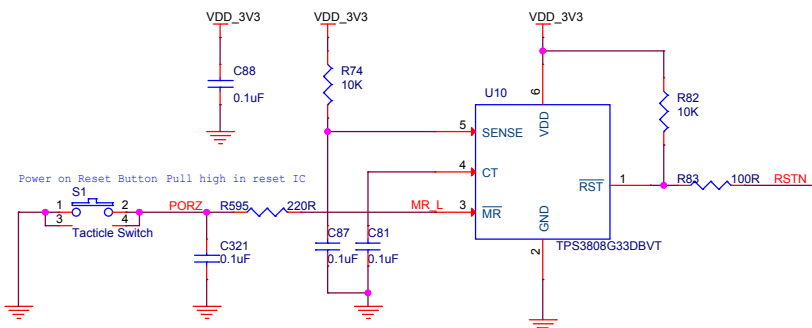 VDD_3V3
VDD_3V3
VDD_3V3
C88
0.1uF
R74
10K
U10
6
VDD
R82
10K
5
SENSE
4
CT
1
RST
R83
100R
RSTN
Power on Reset Button Pull high in reset IC
S1
1
2
3
4
Tacticle Switch
PORZ
R595
220R
MR_L
3
MR
GND
2
TPS3808G33DBVT
C321
0.1uF
C87
0.1uF
C81
0.1uF